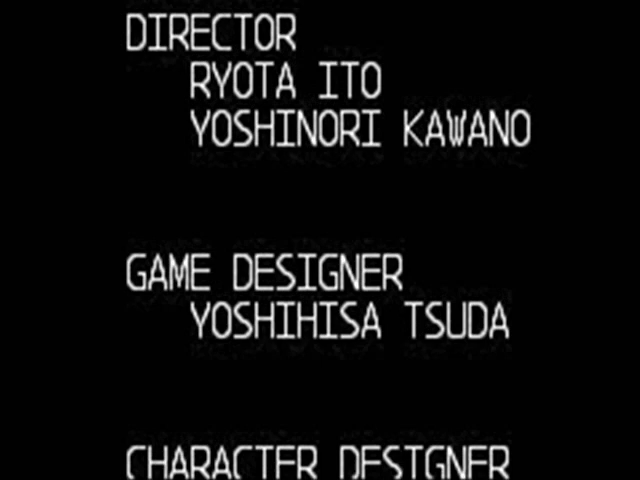 DIRECTOR
RYOTA ITO
YOSHINORI KAWANO
GAME DESIGNER
YOSHIHISA TSUDA
CHARACTER DESIGNER